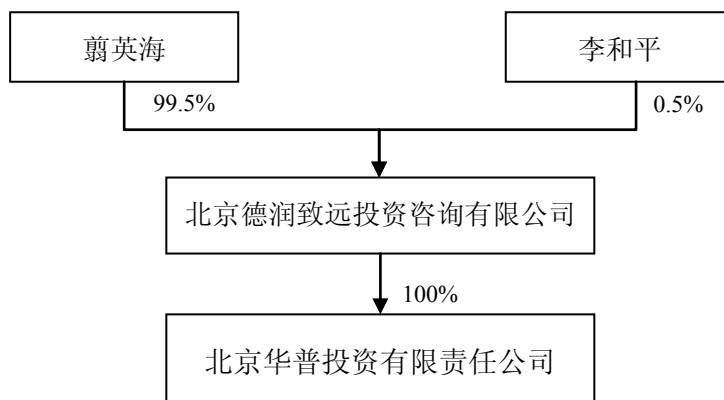 翦英海
李和平
99.5%
0.5%
北京德润致远投资咨询有限公司
100%
北京华普投资有限责任公司